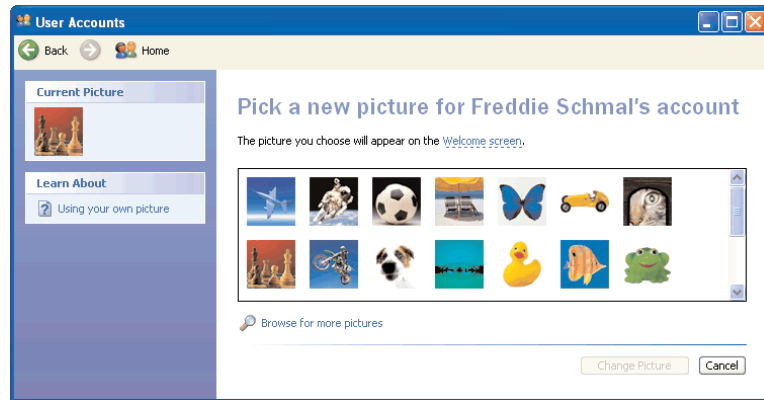 User Accounts
Back Home
Current Picture
Learn About
Using your own picture
Pick a new picture for Freddie Schmal's account
The picture you choose will appear on the Welcome screen.
Browse for more pictures
Change Picture Cancel